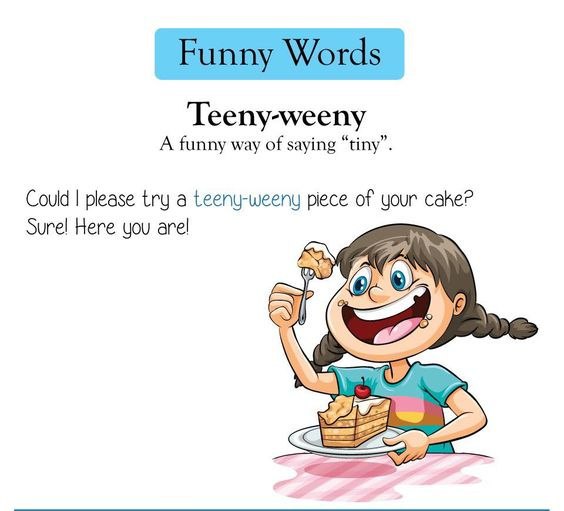 Funny Words
Teeny-weeny
A funny way of saying “tiny”.
Could I please try a teeny-weeny piece of your cake?
Sure! Here you are!